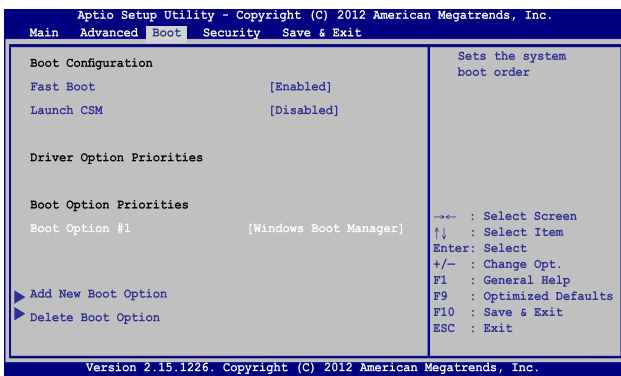 Aptio Setup Utility - Copyright (C) 2012 American Megatrends, Inc.
Main Advanced Boot Security Save & Exit
Boot Configuration
Fast Boot [Enabled]
Launch CSM [Disabled]
Driver Option Priorities
Boot Option Priorities
Boot Option #1 [Windows Boot Manager]
Add New Boot Option
Delete Boot Option
Sets the system
boot order
→← : Select Screen
↑↓ : Select Item
Enter: Select
+/— : Change Opt.
F1 : General Help
F9 : Optimized Defaults
F10 : Save & Exit
ESC : Exit
Version 2.15.1226. Copyright (C) 2012 American Megatrends, Inc.